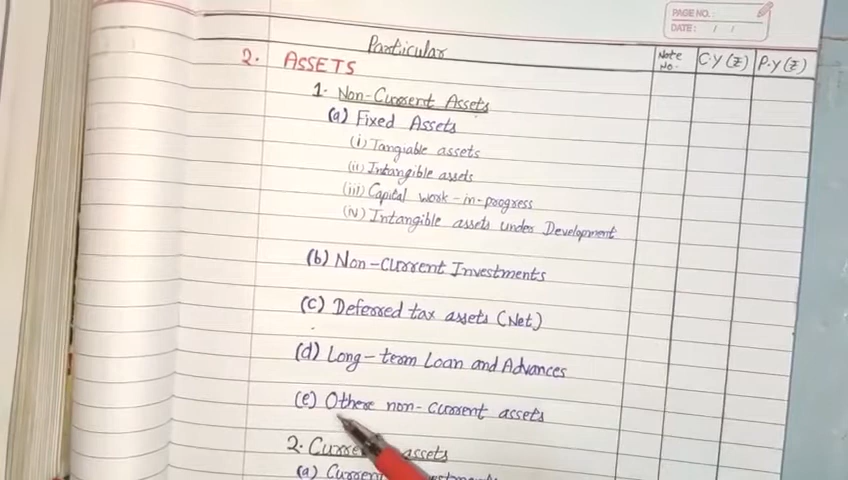 PAGE NO.:
DATE: / /
Particular
Note No.
C.Y (₹)
P.Y (₹)
2. ASSETS
1. Non-Current Assets
(a) Fixed Assets
(i) Tangiable assets
(ii) Intangible assets
(iii) Capital work-in-progress
(iv) Intangible assets under Development
(b) Non-current Investments
(c) Deferred tax assets (Net)
(d) Long-term Loan and Advances
(e) Othere non-current assets
2. Current assets
(a) Current